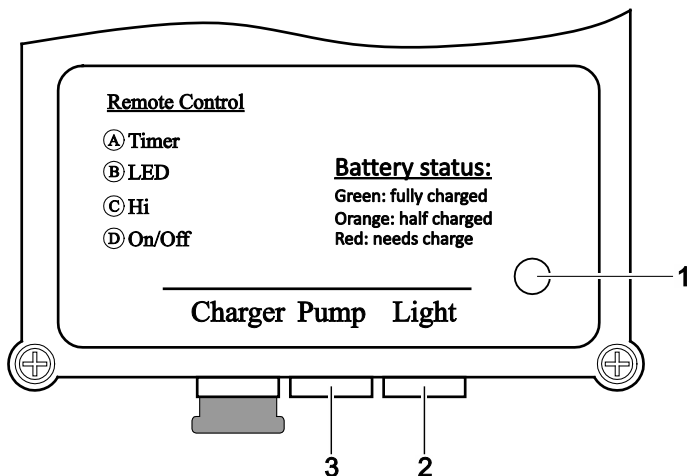 Remote Control
Ⓐ Timer
Ⓑ LED
Ⓒ Hi
Ⓓ On/Off
Battery status:
Green: fully charged
Orange: half charged
Red: needs charge
1
Charger Pump Light
3 2